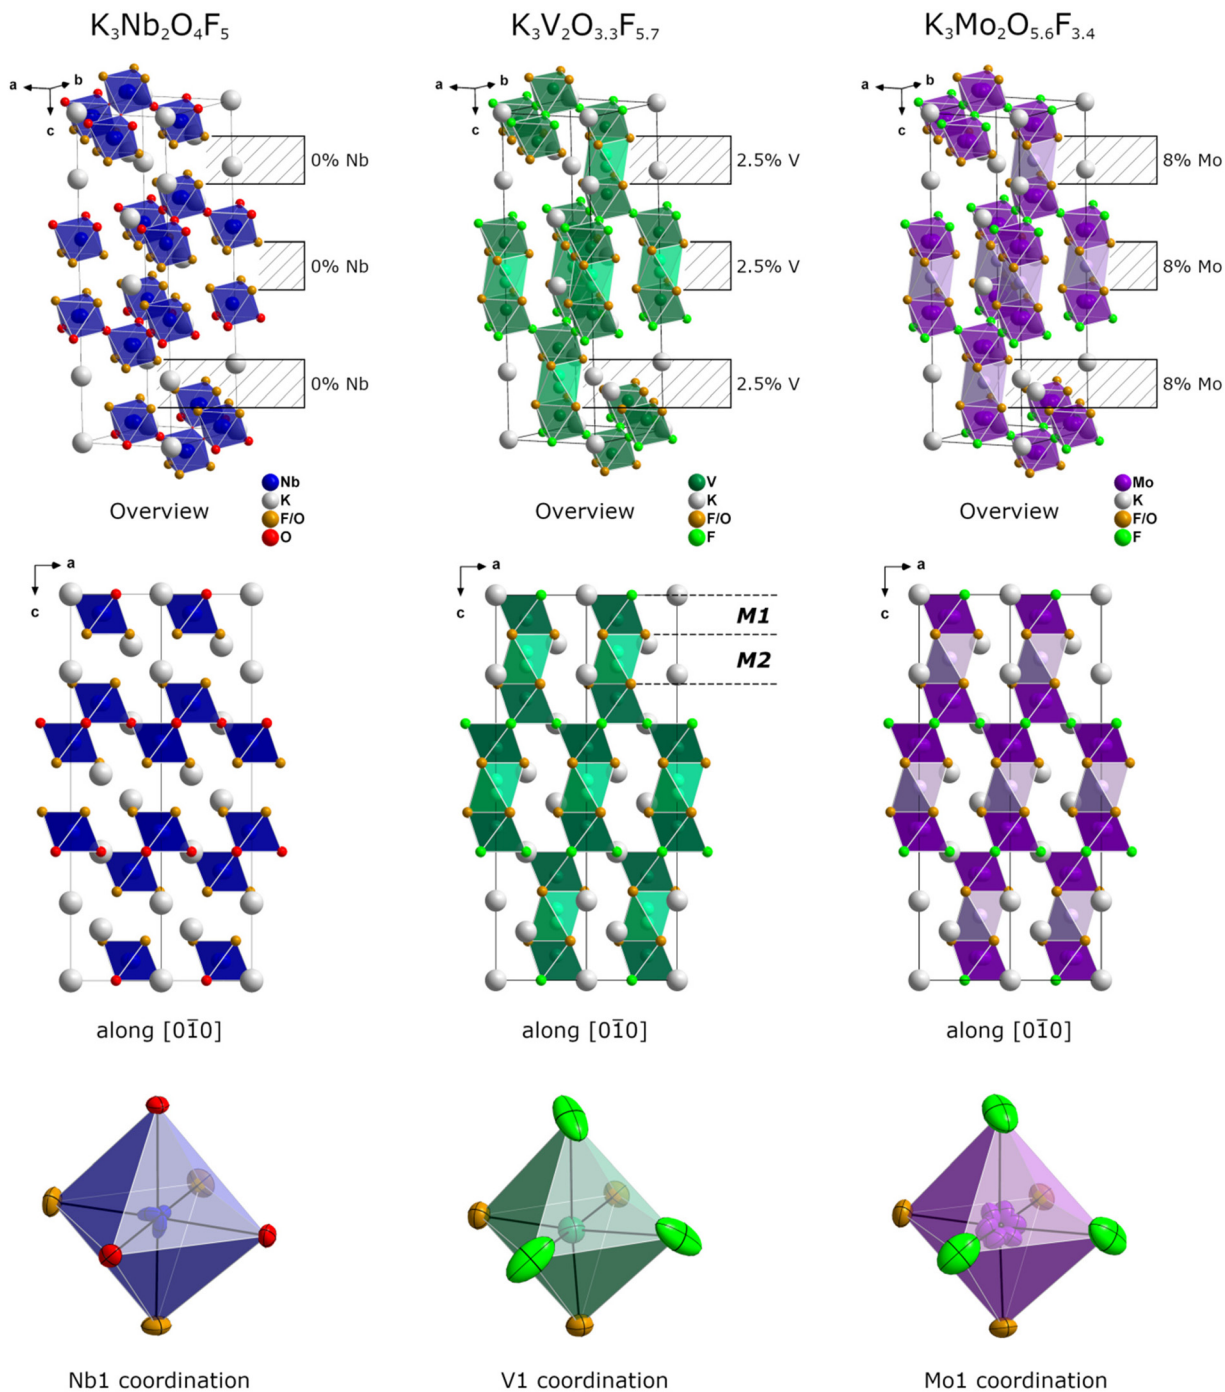 K₃Nb₂O₄F₅
K₃V₂O₃.₃F₅.₇
K₃Mo₂O₅.₆F₃.₄
a b c
a b c
a b c
0% Nb
2.5% V
8% Mo
0% Nb
2.5% V
8% Mo
0% Nb
2.5% V
8% Mo
Nb
K
F/O
O
V
K
F/O
F
Mo
K
F/O
F
Overview
Overview
Overview
a
c
a
c
a
c
M1
M2
along [01̅0]
along [01̅0]
along [01̅0]
Nb1 coordination
V1 coordination
Mo1 coordination